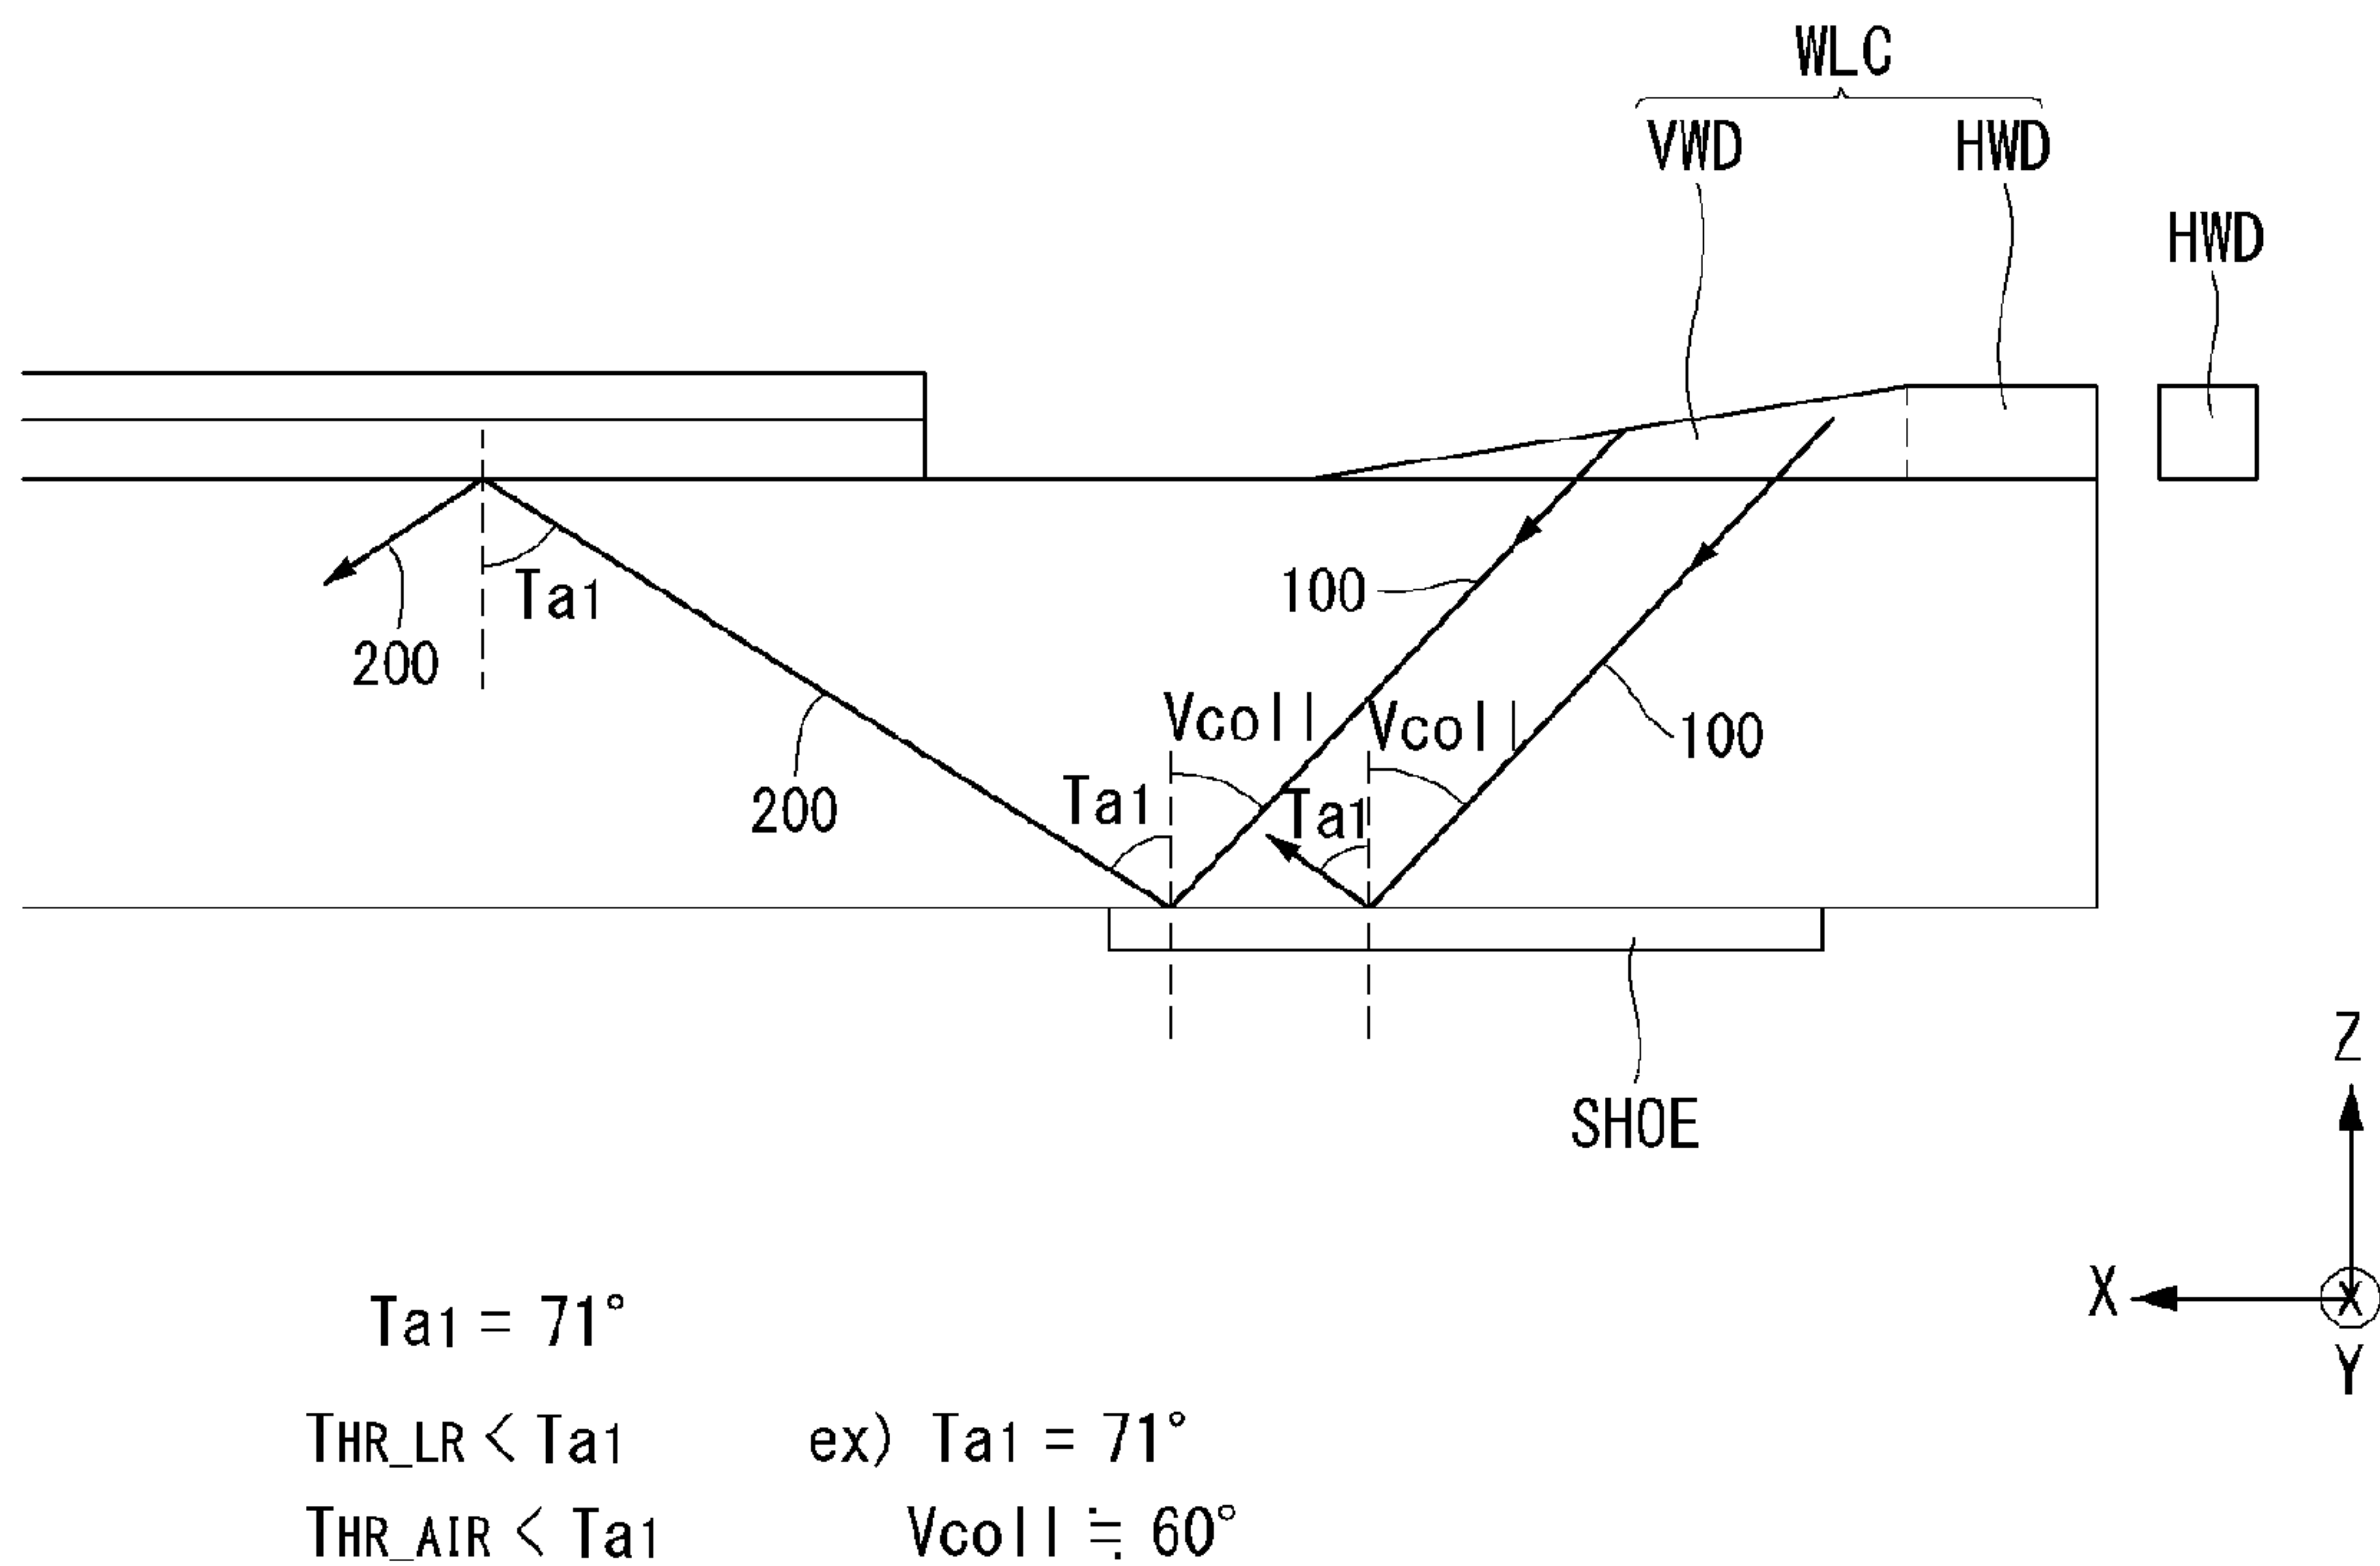 WLC
VWD HWD
HWD
Ta1
100
200
Vcoll Vcoll
100
Ta1 Ta1
200
SHOE
Z
X
Y
Ta1 = 71°
THR_LR < Ta1 ex) Ta1 = 71°
THR_AIR < Ta1 Vcoll ≒ 60°